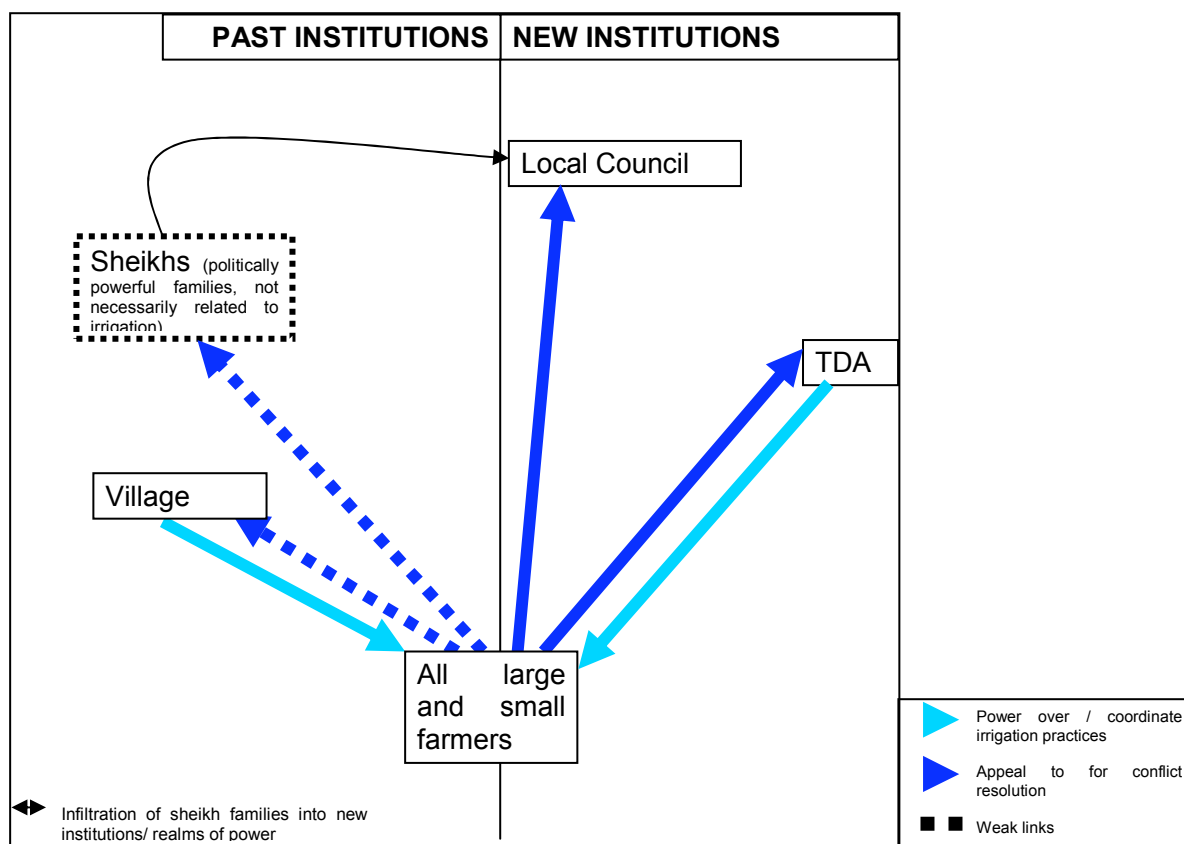 PAST INSTITUTIONS
NEW INSTITUTIONS
Local Council
Sheikhs (politically
powerful families, not
necessarily related to
irrigation)
TDA
Village
All large
and small
farmers
Power over / coordinate
irrigation practices
Appeal to for conflict
resolution
Weak links
Infiltration of sheikh families into new
institutions/ realms of power